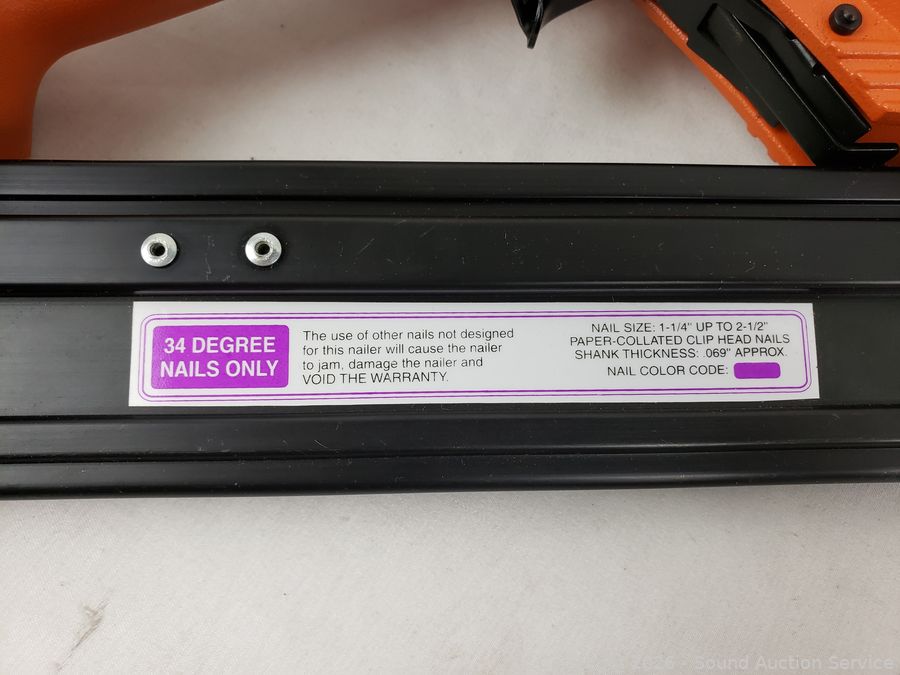 34 DEGREE
NAILS ONLY
The use of other nails not designed
for this nailer will cause the nailer
to jam, damage the nailer and
VOID THE WARRANTY.
NAIL SIZE: 1-1/4" UP TO 2-1/2"
PAPER-COLLATED CLIP HEAD NAILS
SHANK THICKNESS: .069" APPROX.
NAIL COLOR CODE:
2026 - Sound Auction Service